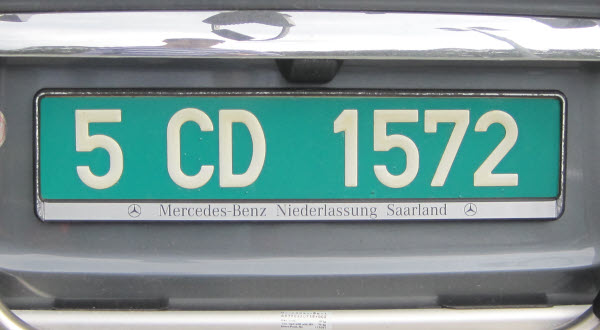 5 CD 1572
Mercedes-Benz Niederlassung Saarland